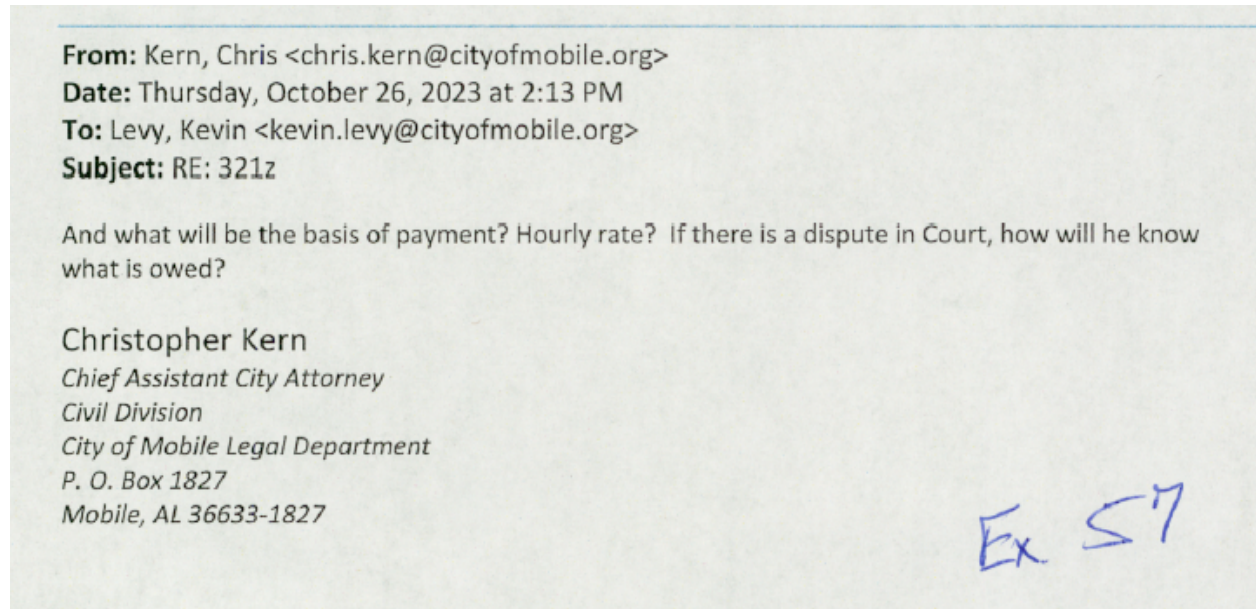 From: Kern, Chris <chris.kern@cityofmobile.org>
Date: Thursday, October 26, 2023 at 2:13 PM
To: Levy, Kevin <kevin.levy@cityofmobile.org>
Subject: RE: 321z
And what will be the basis of payment? Hourly rate?  If there is a dispute in Court, how will he know
what is owed?
Christopher Kern
Chief Assistant City Attorney
Civil Division
City of Mobile Legal Department
P. O. Box 1827
Mobile, AL 36633-1827
Ex 57